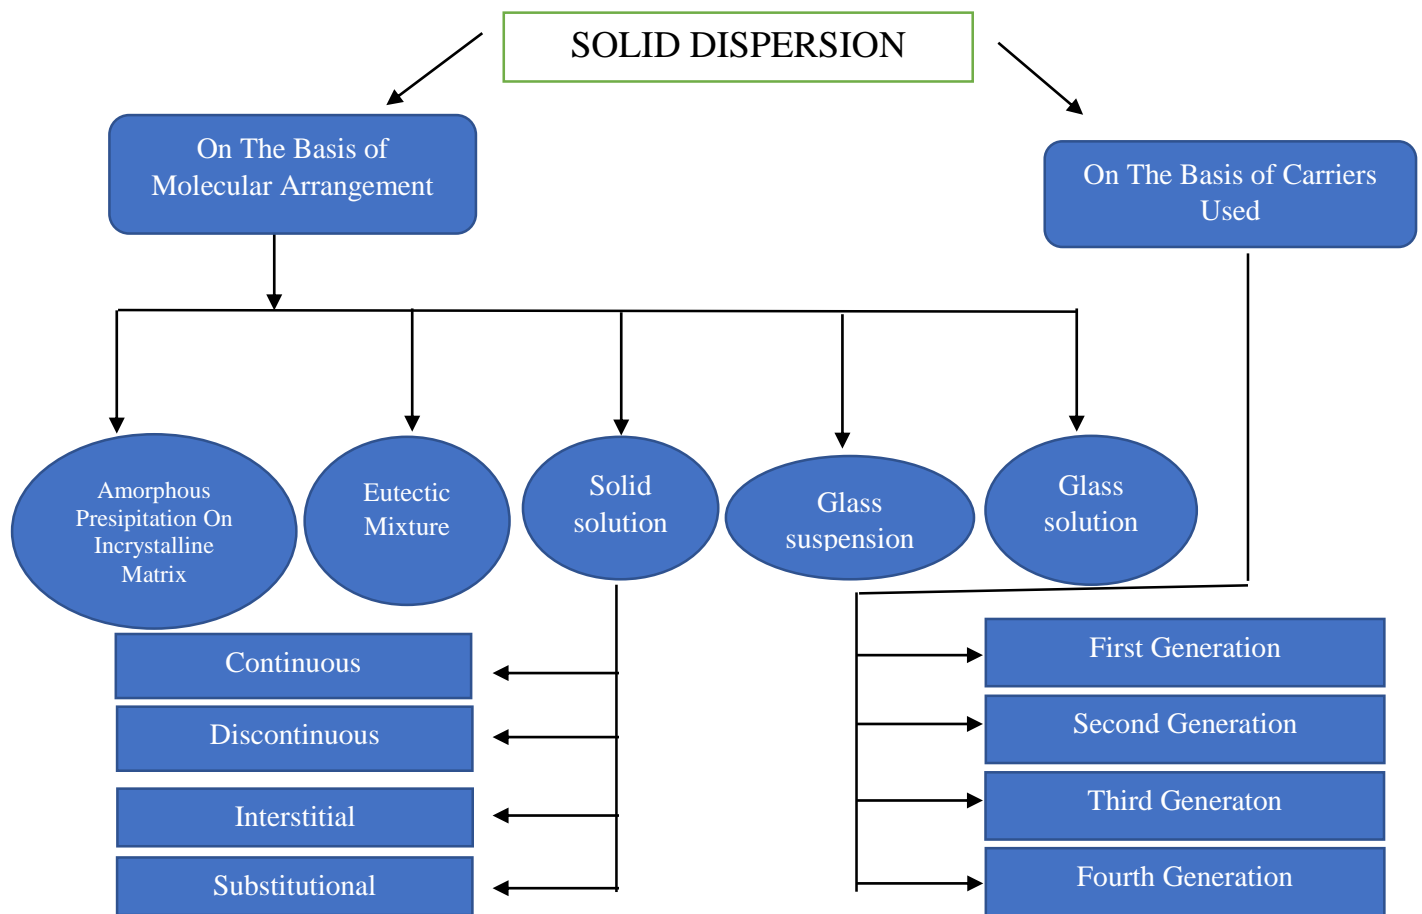 SOLID DISPERSION
On The Basis of
Molecular Arrangement
On The Basis of Carriers
Used
Amorphous
Presipitation On
Incrystalline
Matrix
Eutectic
Mixture
Solid
solution
Glass
suspension
Glass
solution
Continuous
Discontinuous
Interstitial
Substitutional
First Generation
Second Generation
Third Generaton
Fourth Generation